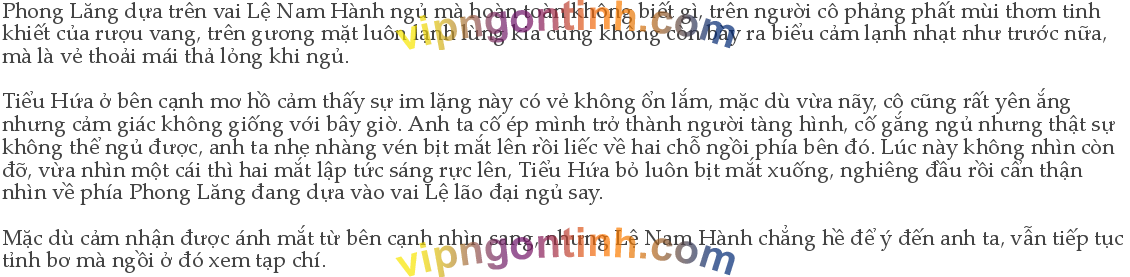 Phong Lăng dựa trên vai Lệ Nam Hành ngủ mà hoàn toàn không biết gì, trên người cô phảng phất mùi thơm tinh
khiết của rượu vang, trên gương mặt luôn lạnh lùng kia cũng không còn bày ra biểu cảm lạnh nhạt như trước nữa,
mà là vẻ thoải mái thả lỏng khi ngủ.
vipngontinh.com
Tiểu Hứa ở bên cạnh mơ hồ cảm thấy sự im lặng này có vẻ không ổn lắm, mặc dù vừa nãy, cô cũng rất yên ắng
nhưng cảm giác không giống với bây giờ. Anh ta cố ép mình trở thành người tàng hình, cố gắng ngủ nhưng thật sự
không thể ngủ được, anh ta nhẹ nhàng vén bịt mắt lên rồi liếc về hai chỗ ngồi phía bên đó. Lúc này không nhìn còn
đỡ, vừa nhìn một cái thì hai mắt lập tức sáng rực lên, Tiểu Hứa bỏ luôn bịt mắt xuống, nghiêng đầu rồi cẩn thận
nhìn về phía Phong Lăng đang dựa vào vai Lệ lão đại ngủ say.
Mặc dù cảm nhận được ánh mắt từ bên cạnh nhìn sang, nhưng Lệ Nam Hành chẳng hề để ý đến anh ta, vẫn tiếp tục
tỉnh bơ mà ngồi ở đó xem tạp chí.
vipngontinh.com